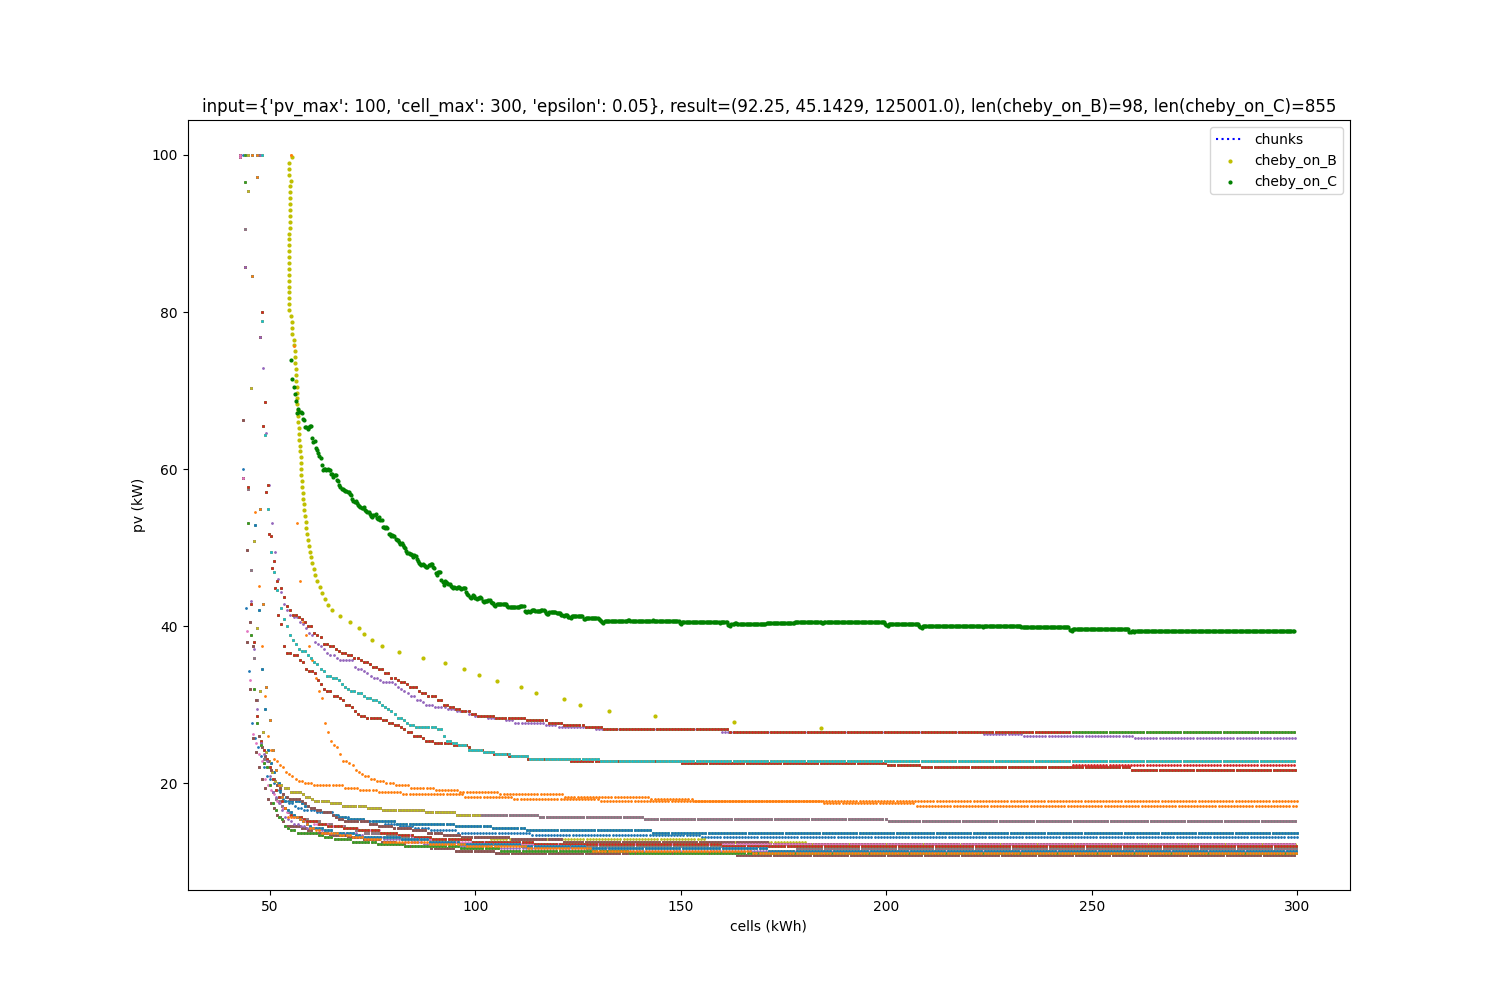 input={'pv_max': 100, 'cell_max': 300, 'epsilon': 0.05}, result=(92.25, 45.1429, 125001.0), len(cheby_on_B)=98, len(cheby_on_C)=855
chunks
cheby_on_B
cheby_on_C
100
80
60
40
20
pv (kW)
50 100 150 200 250 300
cells (kWh)